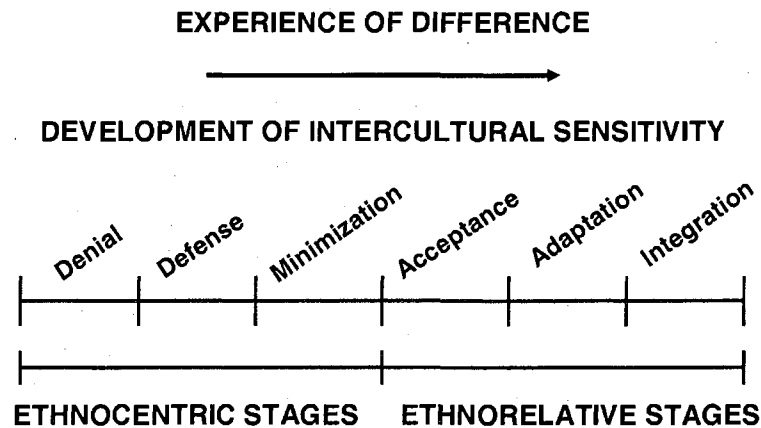 EXPERIENCE OF DIFFERENCE
DEVELOPMENT OF INTERCULTURAL SENSITIVITY
Denial
Defense
Minimization
Acceptance
Adaptation
Integration
ETHNOCENTRIC STAGES
ETHNORELATIVE STAGES